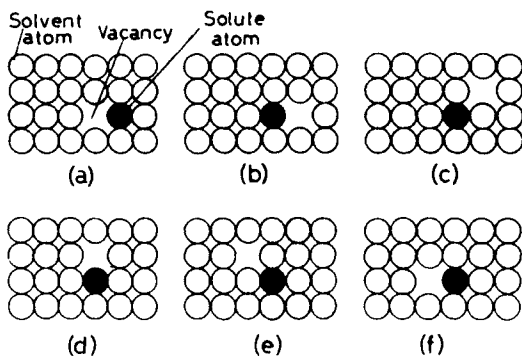 Solvent
atom
Vacancy
Solute
atom
(a)
(b)
(c)
(d)
(e)
(f)